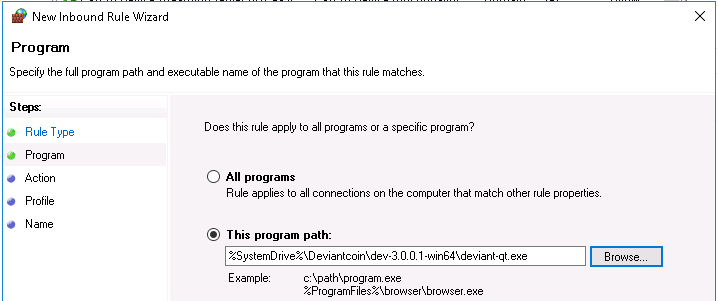 New Inbound Rule Wizard
Program
Specify the full program path and executable name of the program that this rule matches.
Steps:
Rule Type
Program
Action
Profile
Name
Does this rule apply to all programs or a specific program?
All programs
Rule applies to all connections on the computer that match other rule properties.
This program path:
%SystemDrive%\Deviantcoin\dev-3.0.0.1-win64\deviant-qt.exe
Browse...
Example: c:\path\program.exe
%ProgramFiles%\browser\browser.exe